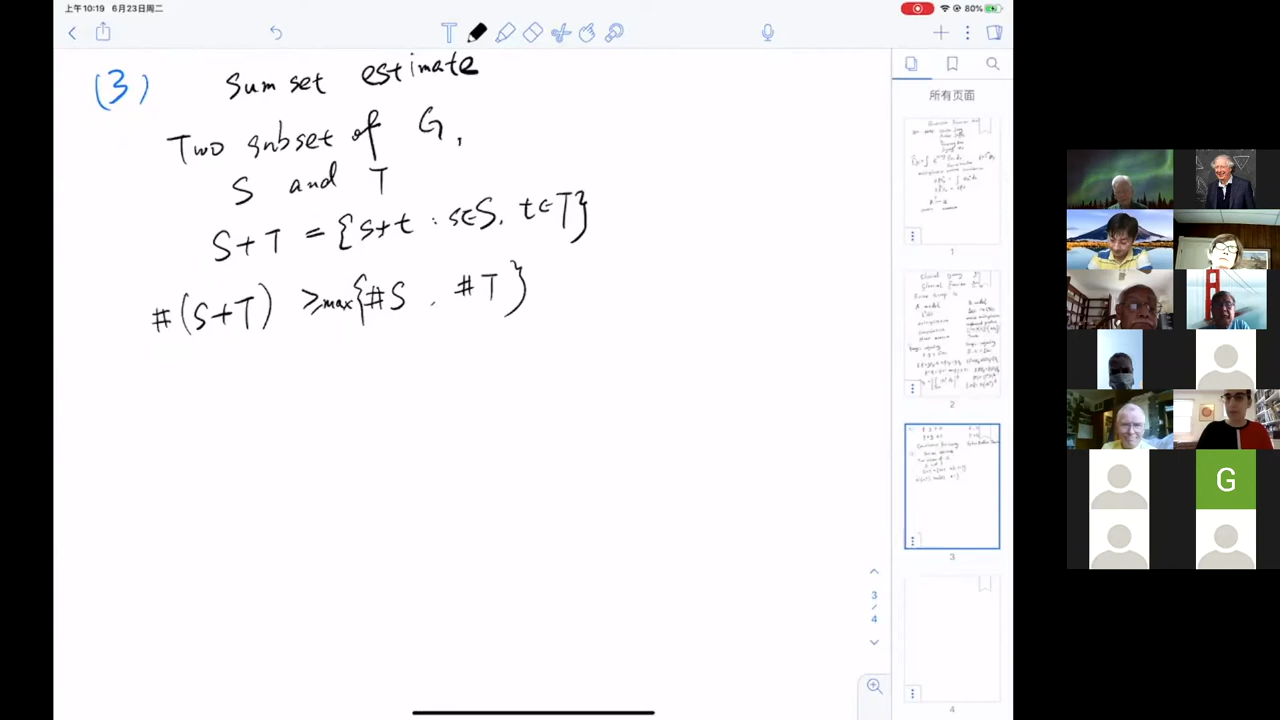 上午10:19 6月23日周二
80%
(3) Sum set estimate
Two subset of G,
S and T
S+T = {s+t : s∈S, t∈T}
#(S+T) ≥ max{#S , #T}
所有页面
1
2
3
3
/
4
4
G